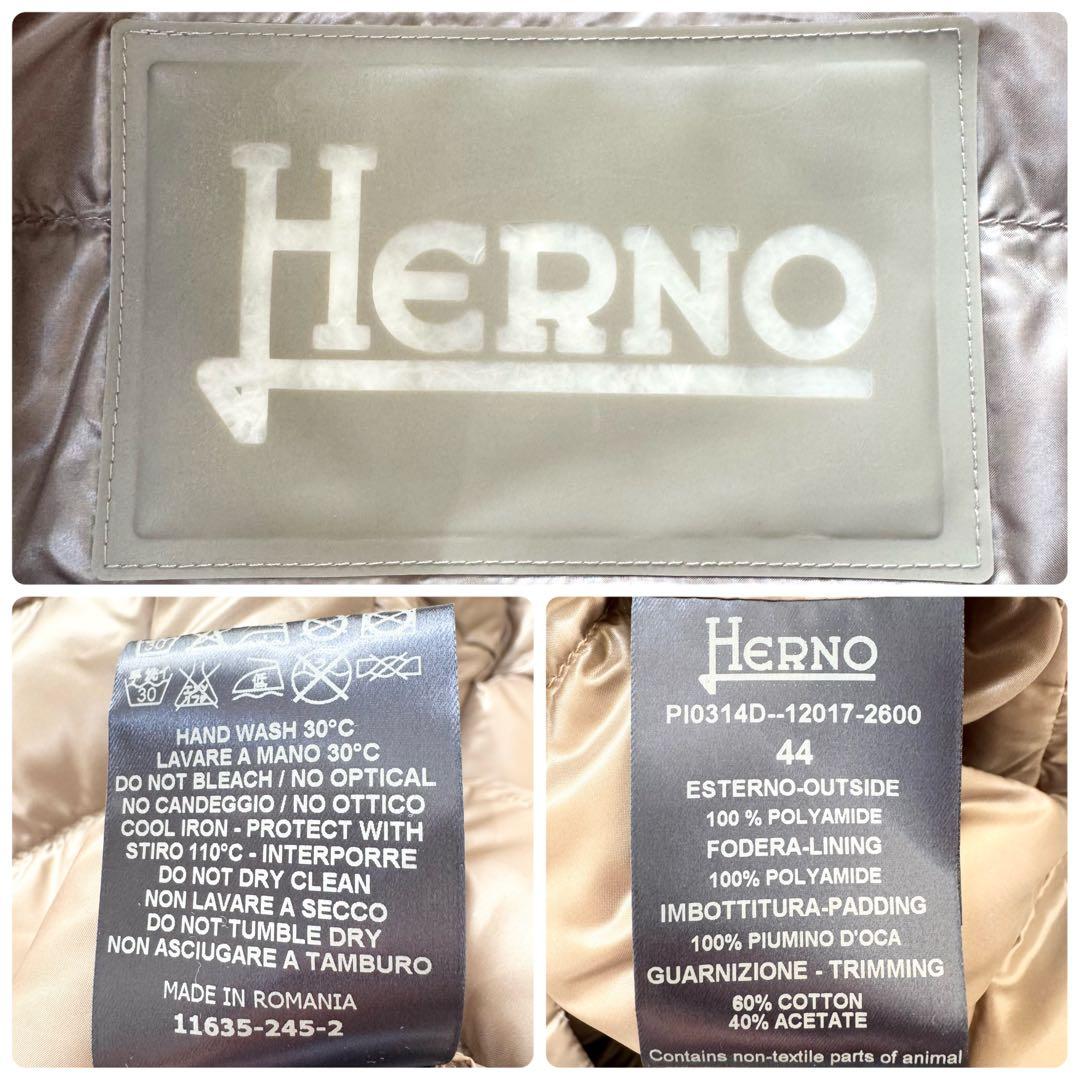 HERNO
30
30
低
HAND WASH 30°C
LAVARE A MANO 30°C
DO NOT BLEACH / NO OPTICAL
NO CANDEGGIO / NO OTTICO
COOL IRON - PROTECT WITH
STIRO 110°C - INTERPORRE
DO NOT DRY CLEAN
NON LAVARE A SECCO
DO NOT TUMBLE DRY
NON ASCIUGARE A TAMBURO
MADE IN ROMANIA
11635-245-2
HERNO
PI0314D--12017-2600
44
ESTERNO-OUTSIDE
100 % POLYAMIDE
FODERA-LINING
100% POLYAMIDE
IMBOTTITURA-PADDING
100% PIUMINO D'OCA
GUARNIZIONE - TRIMMING
60% COTTON
40% ACETATE
Contains non-textile parts of animal